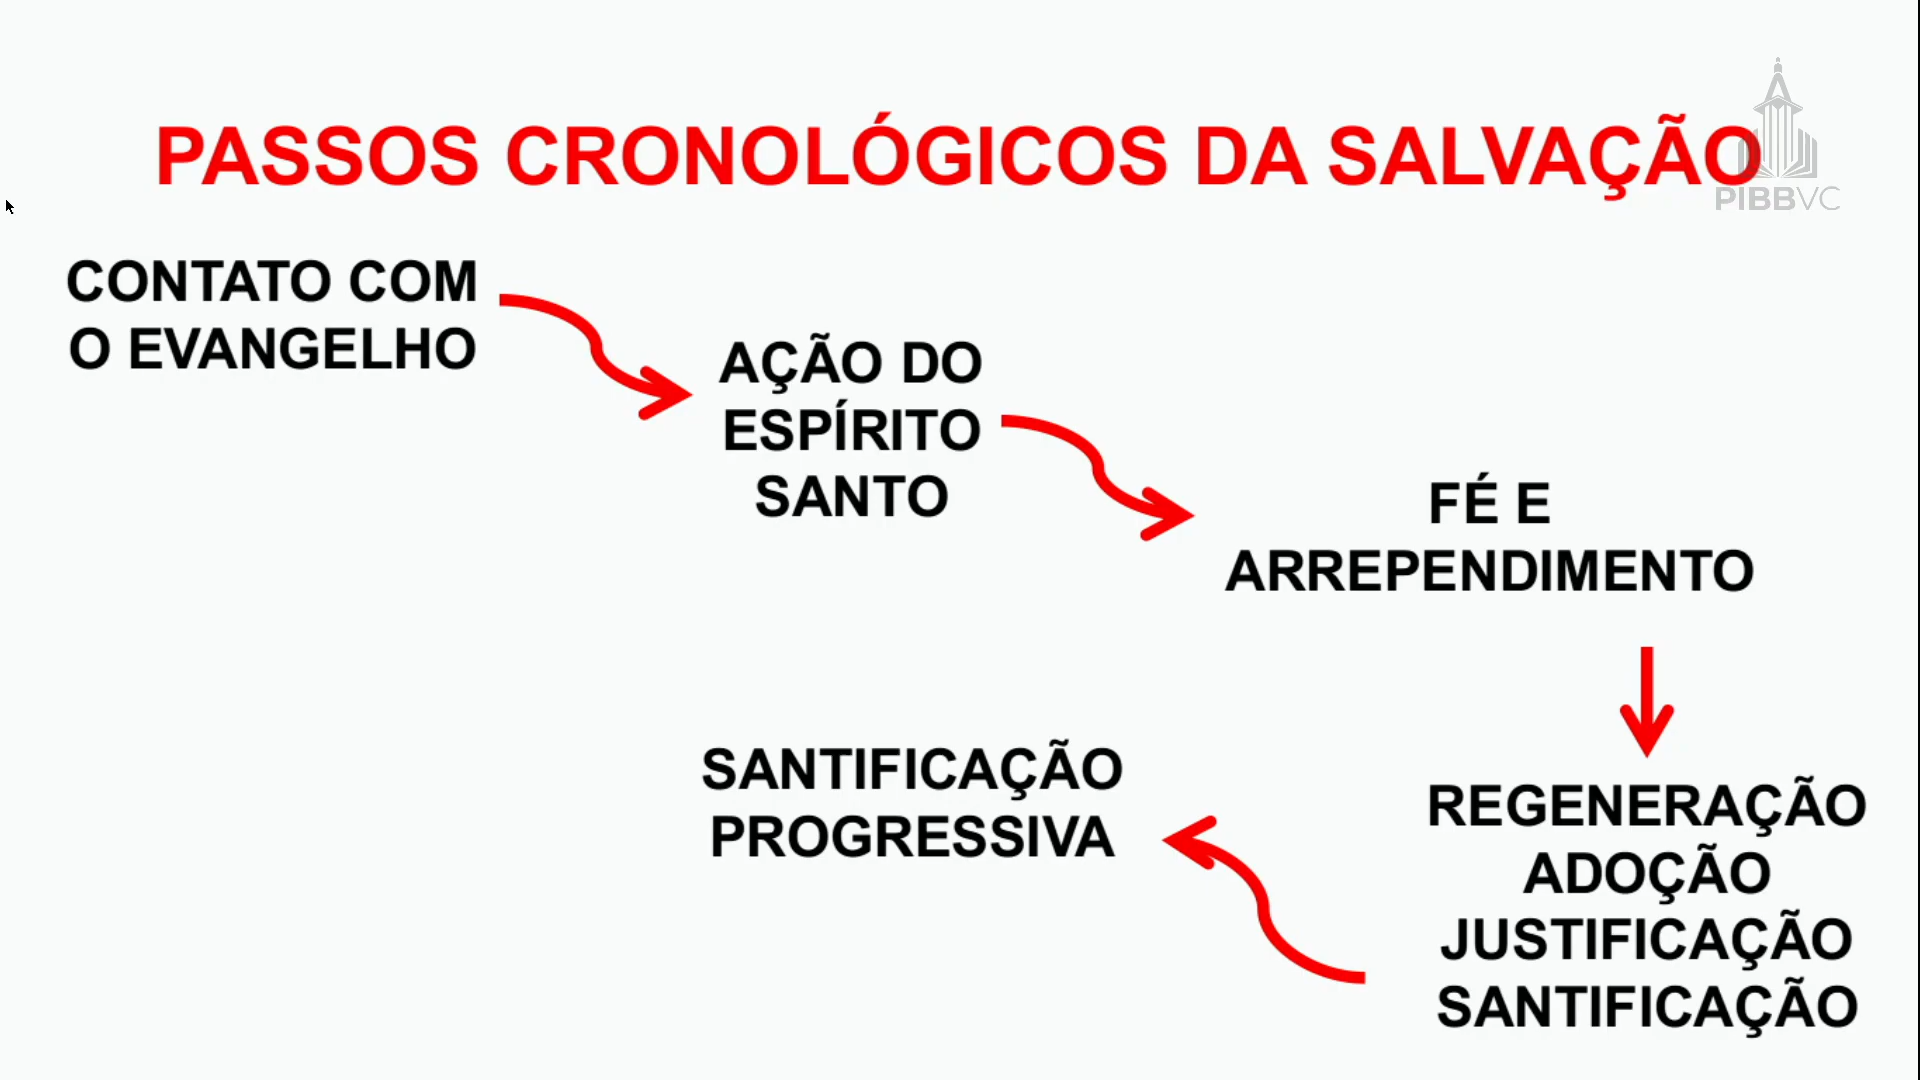 PASSOS CRONOLÓGICOS DA SALVAÇÃO
PIBBVC
CONTATO COM
O EVANGELHO
AÇÃO DO
ESPÍRITO
SANTO
FÉ E
ARREPENDIMENTO
REGENERAÇÃO
ADOÇÃO
JUSTIFICAÇÃO
SANTIFICAÇÃO
SANTIFICAÇÃO
PROGRESSIVA